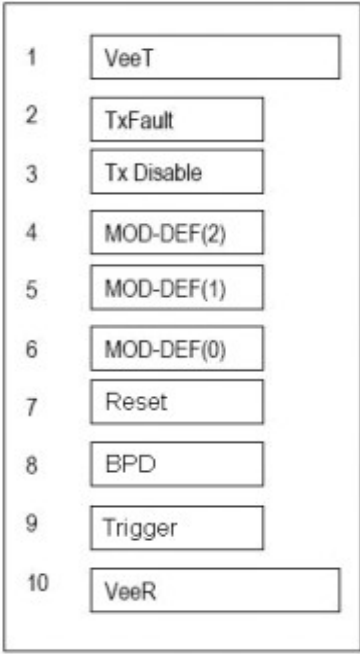 1 VeeT
2 TxFault
3 Tx Disable
4 MOD-DEF(2)
5 MOD-DEF(1)
6 MOD-DEF(0)
7 Reset
8 BPD
9 Trigger
10 VeeR